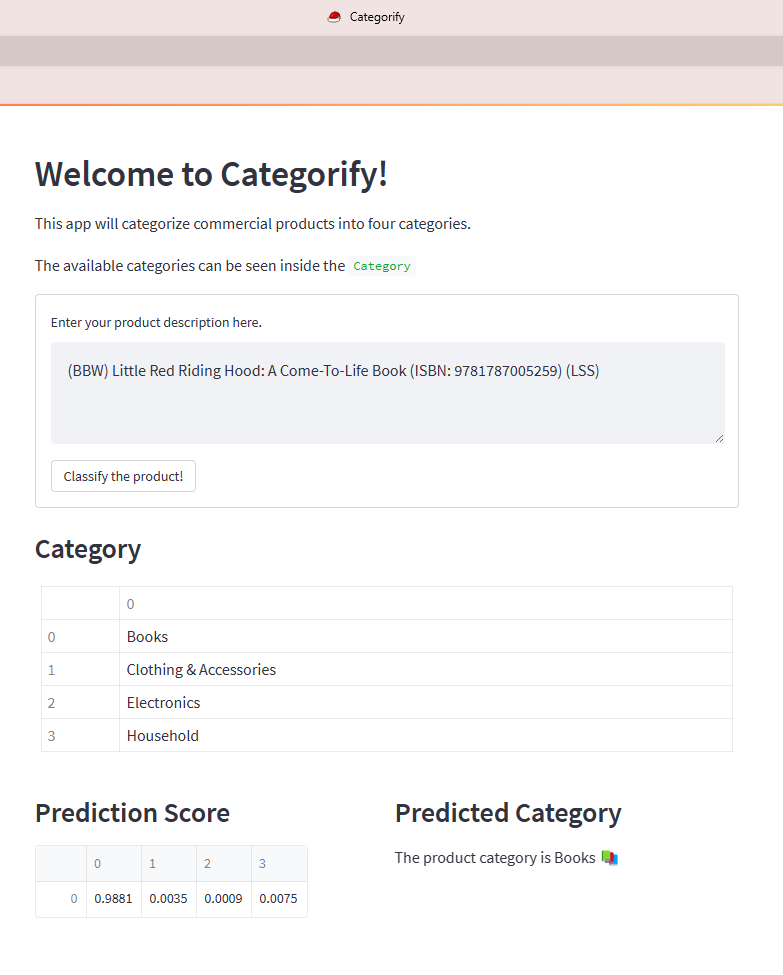 Categorify
Welcome to Categorify!
This app will categorize commercial products into four categories.
The available categories can be seen inside the Category
Enter your product description here.
(BBW) Little Red Riding Hood: A Come-To-Life Book (ISBN: 9781787005259) (LSS)
Classify the product!
Category
0
0 Books
1 Clothing & Accessories
2 Electronics
3 Household
Prediction Score
0 1 2 3
0 0.9881 0.0035 0.0009 0.0075
Predicted Category
The product category is Books